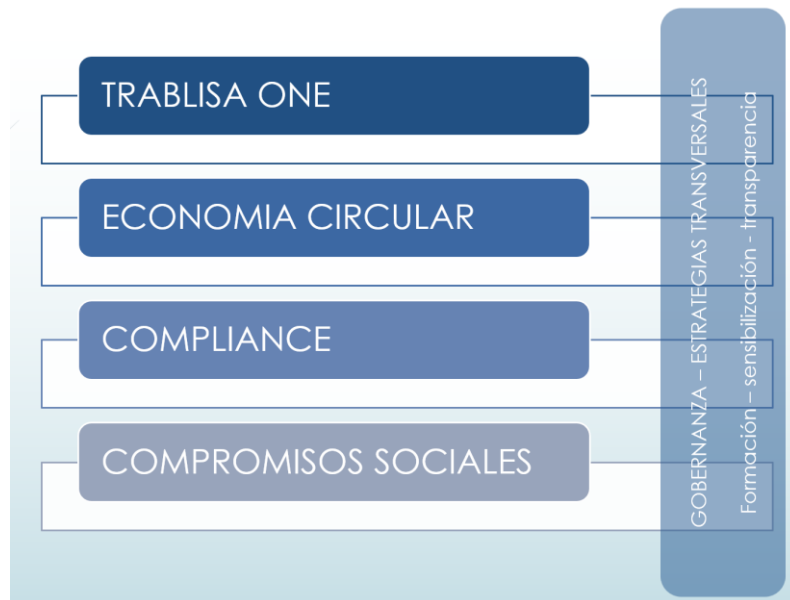 TRABLISA ONE
ECONOMIA CIRCULAR
COMPLIANCE
COMPROMISOS SOCIALES
GOBERNANZA – ESTRATEGIAS TRANSVERSALES
Formación – sensibilización - transparencia